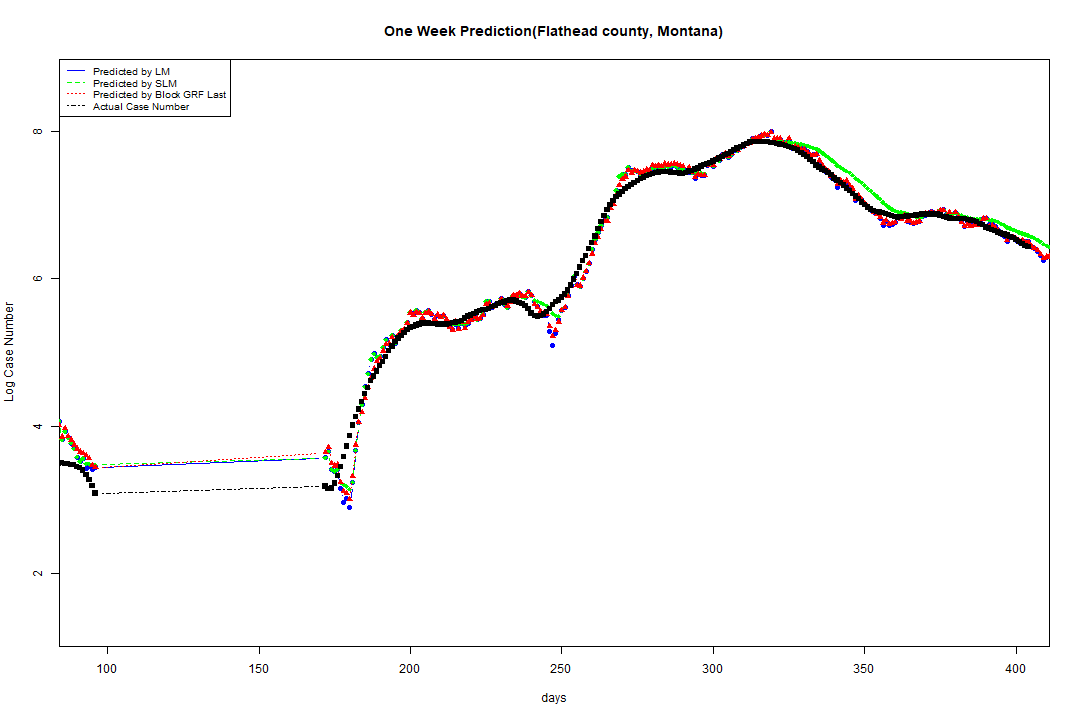 One Week Prediction(Flathead county, Montana)
Predicted by LM
Predicted by SLM
Predicted by Block GRF Last
Actual Case Number
8
6
4
2
Log Case Number
100 150 200 250 300 350 400
days